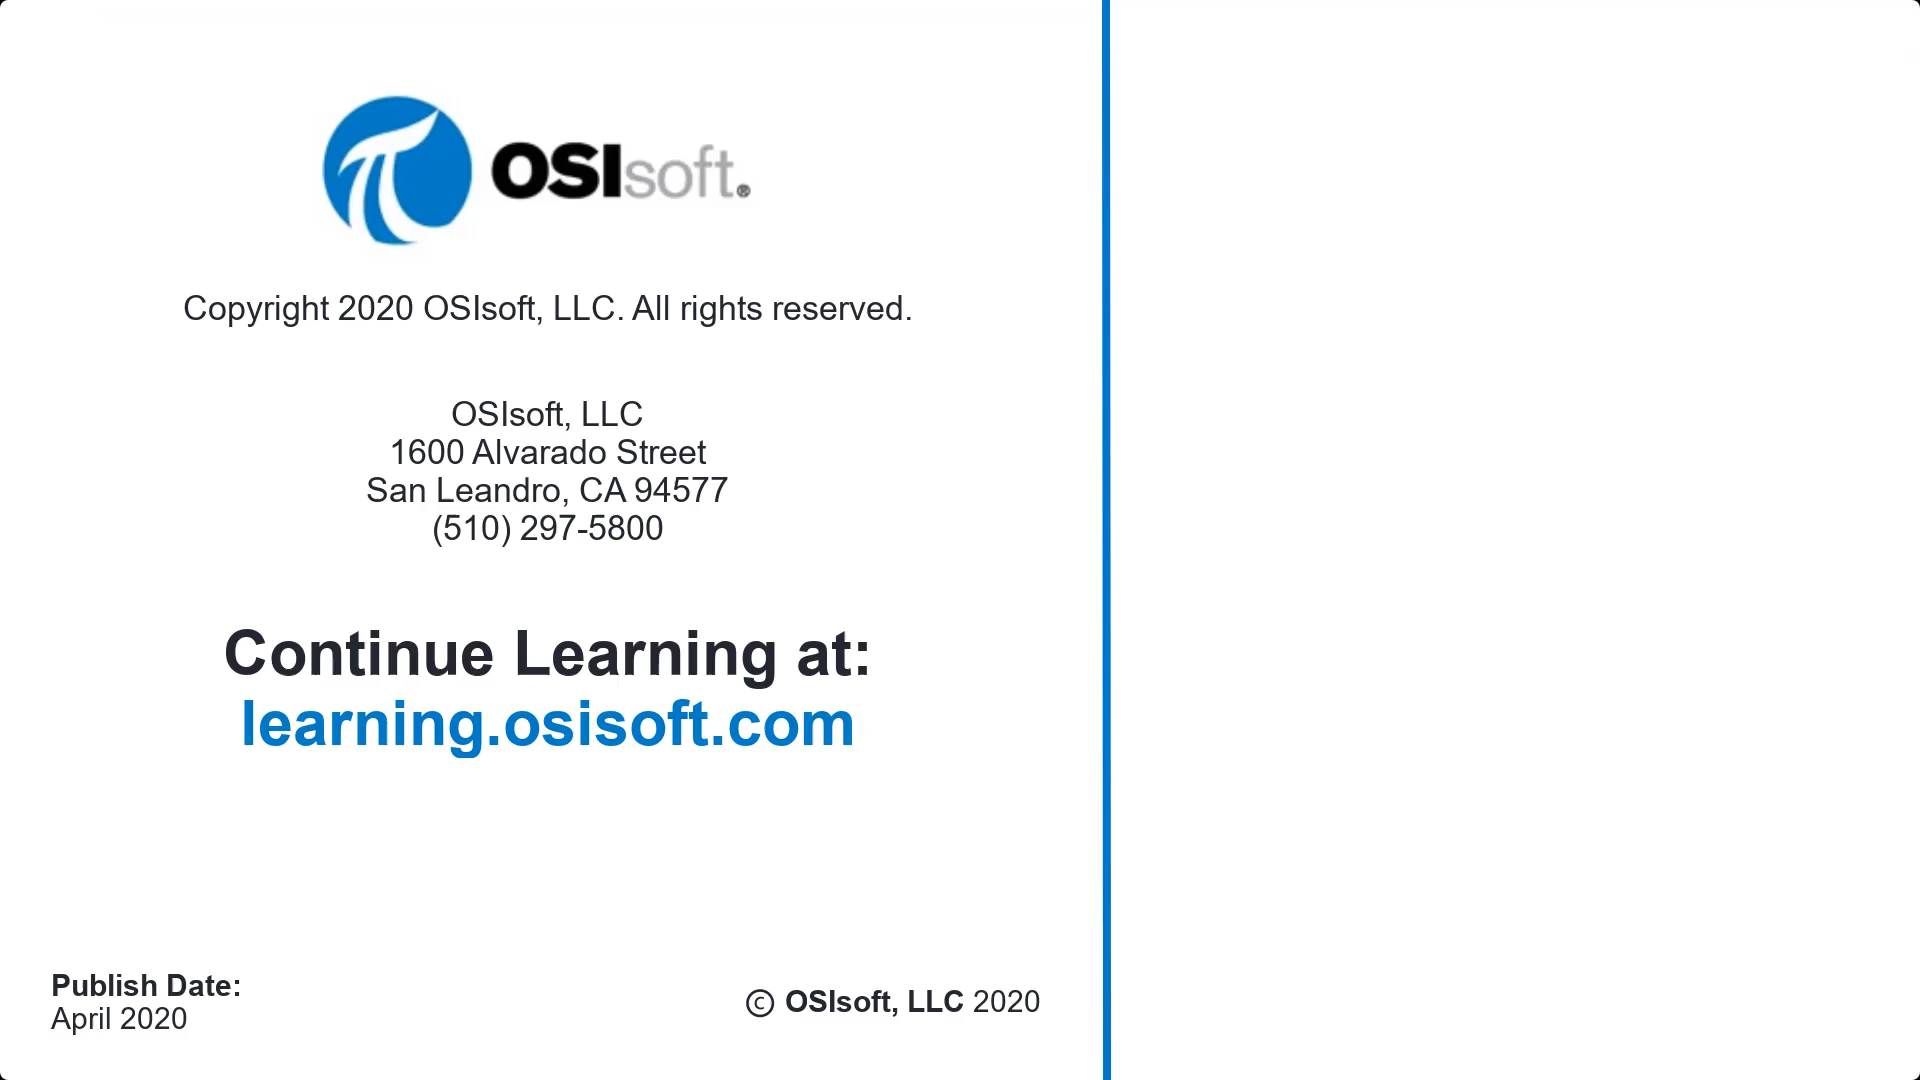 OSIsoft®
Copyright 2020 OSIsoft, LLC. All rights reserved.
OSIsoft, LLC
1600 Alvarado Street
San Leandro, CA 94577
(510) 297-5800
Continue Learning at:
learning.osisoft.com
Publish Date:
April 2020
© OSIsoft, LLC 2020